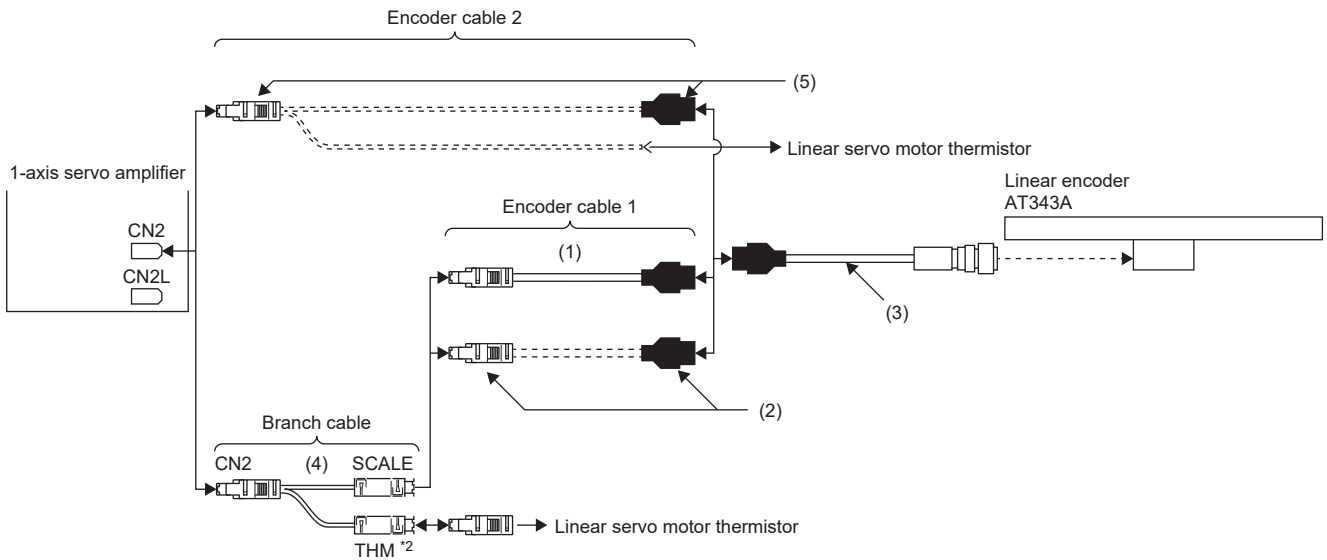 Encoder cable 2
(5)
Linear servo motor thermistor
1-axis servo amplifier
CN2
CN2L
Linear encoder
AT343A
Encoder cable 1
(1)
(3)
(2)
Branch cable
CN2
(4)
SCALE
THM *2
Linear servo motor thermistor